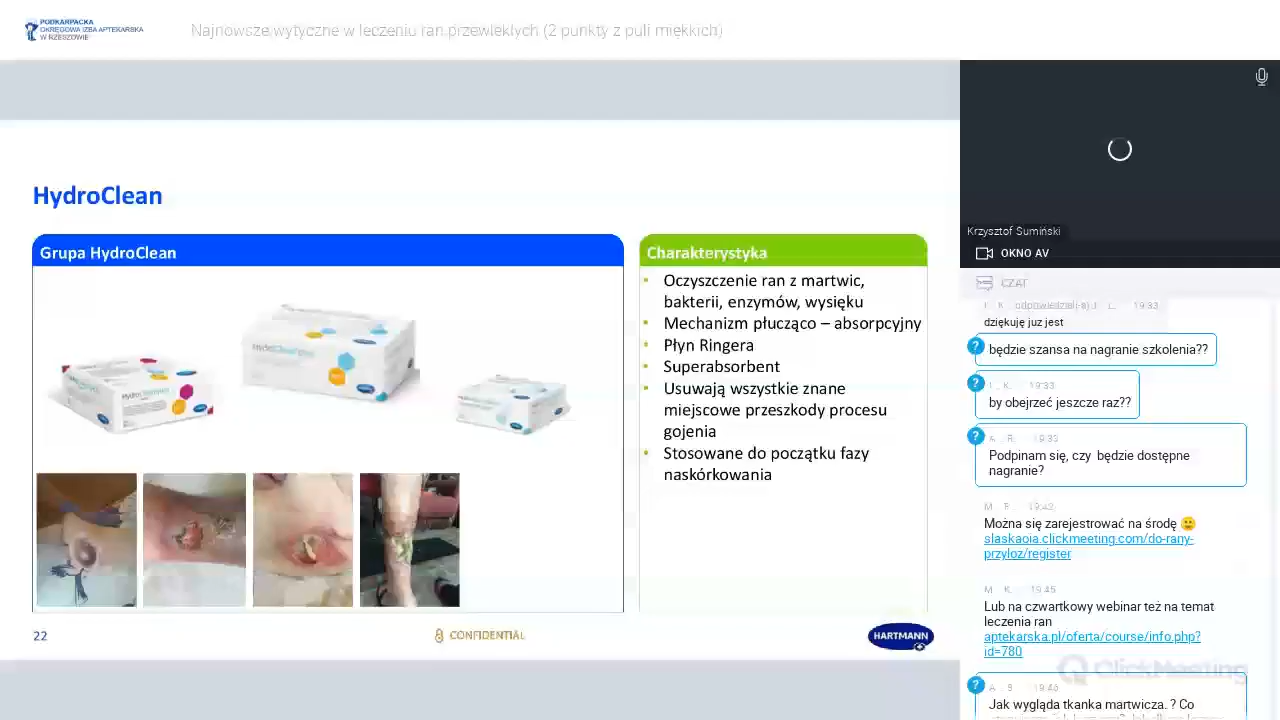 PODKARPACKA
OKRĘGOWA IZBA APTEKARSKA
W RZESZOWIE
Najnowsze wytyczne w leczeniu ran przewlekłych (2 punkty z puli miękkich)
HydroClean
Grupa HydroClean
Charakterystyka
• Oczyszczenie ran z martwic,
bakterii, enzymów, wysięku
• Mechanizm płucząco – absorpcyjny
• Płyn Ringera
• Superabsorbent
• Usuwają wszystkie znane
miejscowe przeszkody procesu
gojenia
• Stosowane do początku fazy
naskórkowania
22
CONFIDENTIAL
HARTMANN
Krzysztof Sumiński
OKNO AV
CZAT
I. K. odpowiedział(-a) J. L. 19:33
dziękuję juz jest
będzie szansa na nagranie szkolenia??
I. K. 19:33
by obejrzeć jeszcze raz??
A. R. 19:33
Podpinam się, czy będzie dostępne
nagranie?
M. P. 19:42
Można się zarejestrować na środę 🙂
slaskaoia.clickmeeting.com/do-rany-
przyloz/register
M. K. 19:45
Lub na czwartkowy webinar też na temat
leczenia ran
aptekarska.pl/oferta/course/info.php?
id=780
ClickMeeting
A. S. 19:46
Jak wygląda tkanka martwicza. ? Co